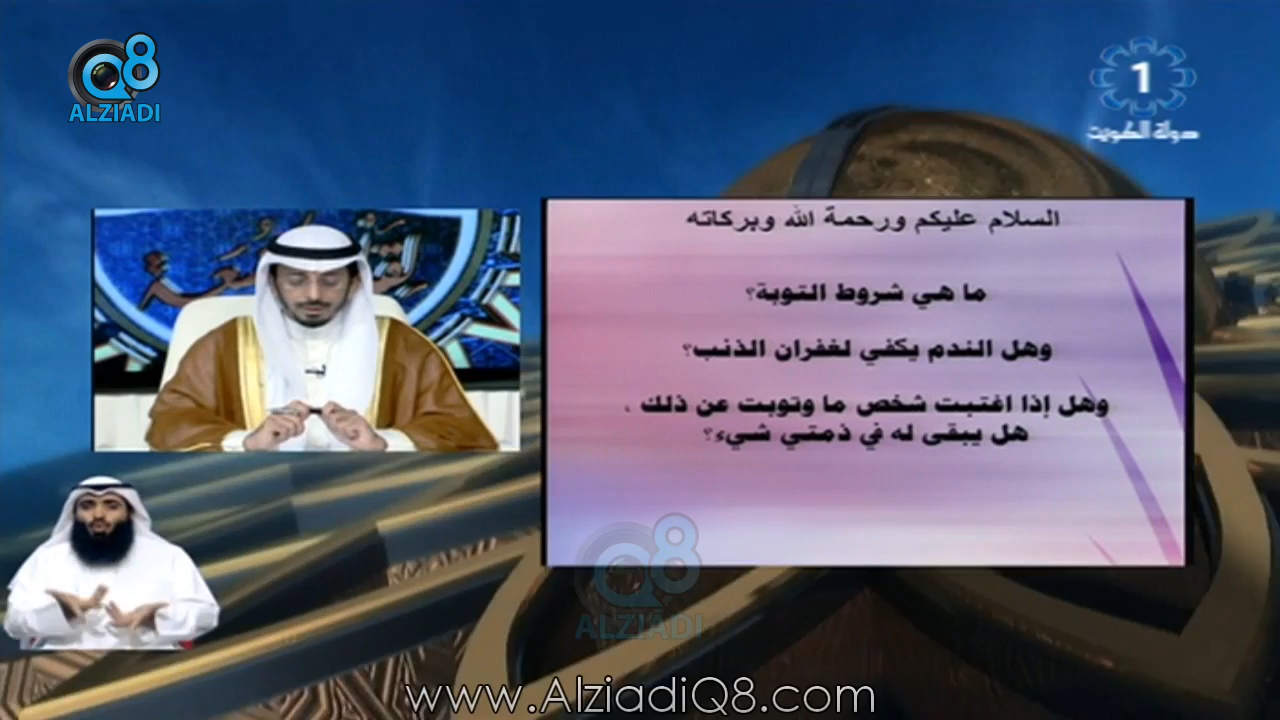 Q8
ALZIADI
1
دولة الكويت
السلام عليكم ورحمة الله وبركاته
ما هي شروط التوبة؟
وهل الندم يكفي لغفران الذنب؟
وهل إذا اغتبت شخص ما وتوبت عن ذلك ،
هل يبقى له في ذمتي شيء؟
Q8
ALZIADI
www.AlziadiQ8.com